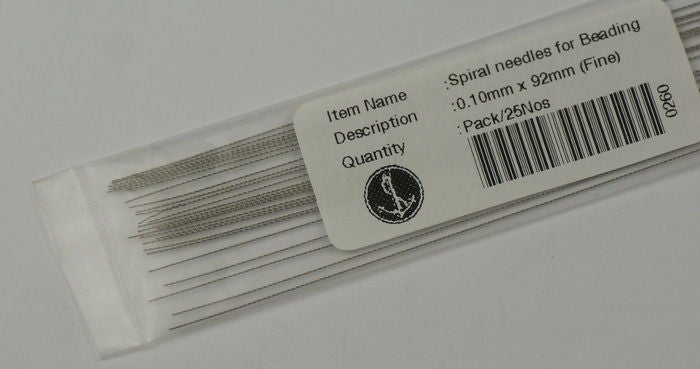 Item Name :Spiral needles for Beading
Description :0.10mm x 92mm (Fine)
Quantity :Pack/25Nos
0260